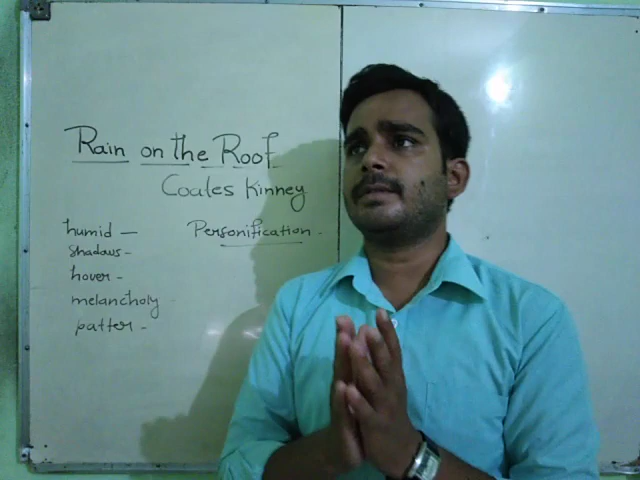 Rain on the Roof
Coates Kinney
humid —
Personification -
shadows -
hover -
melancholy
patter -